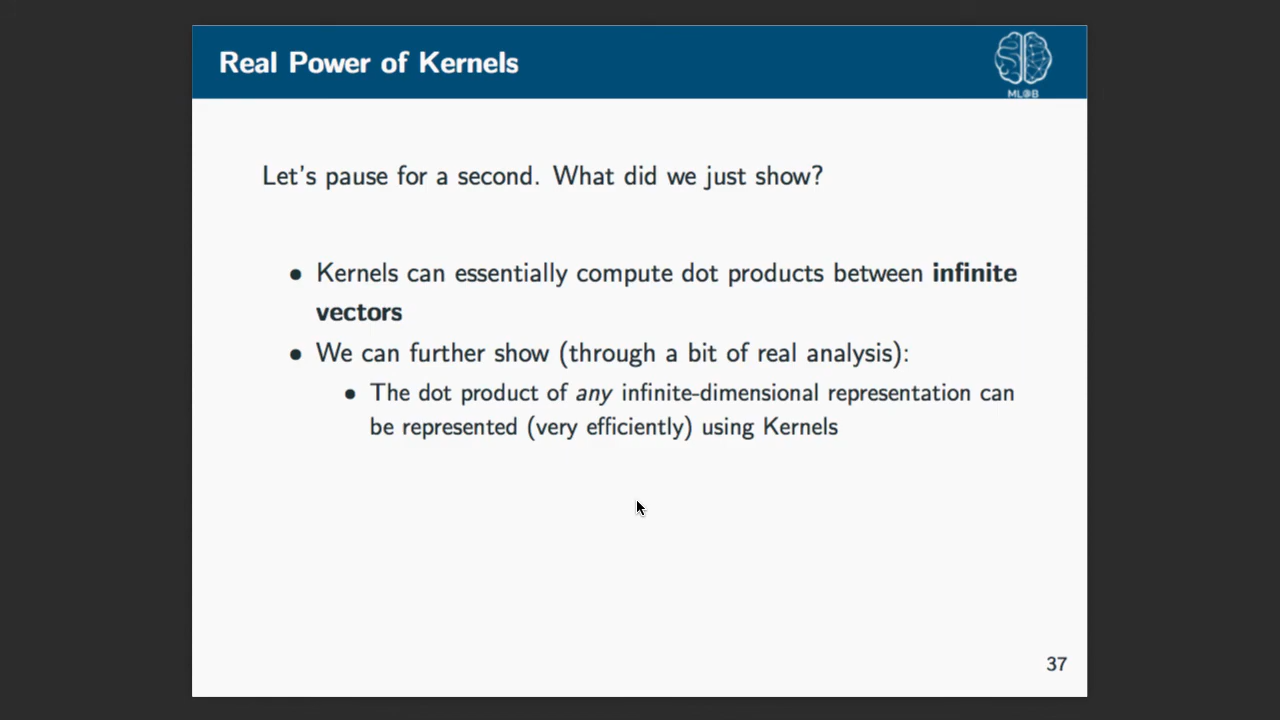 Real Power of Kernels
ML@B
Let's pause for a second. What did we just show?
• Kernels can essentially compute dot products between infinite
vectors
• We can further show (through a bit of real analysis):
• The dot product of any infinite-dimensional representation can
be represented (very efficiently) using Kernels
37